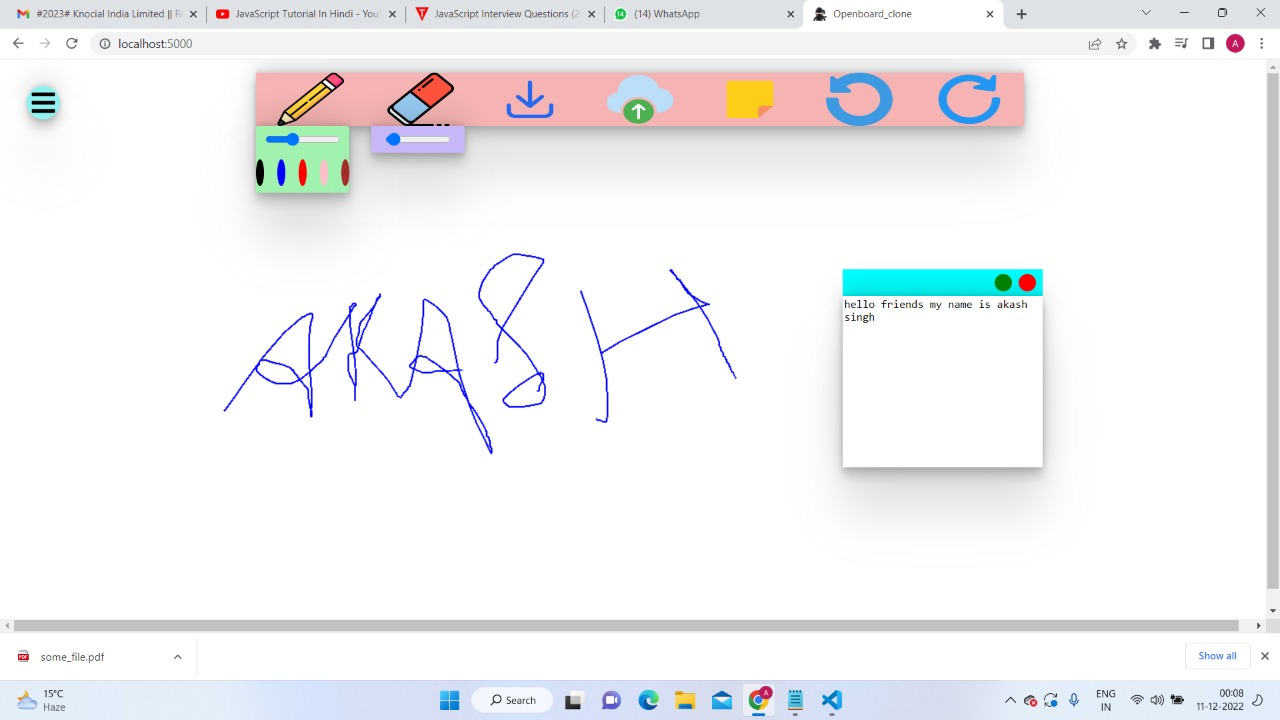 #2023# Knocial India Limited || R
JavaScript Tutorial In Hindi - You
JavaScript Interview Questions (2
(14) WhatsApp
Openboard_clone
localhost:5000
A
AKASH
hello friends my name is akash
singh
some_file.pdf
Show all
15°C
Haze
Search
ENG
IN
00:08
11-12-2022